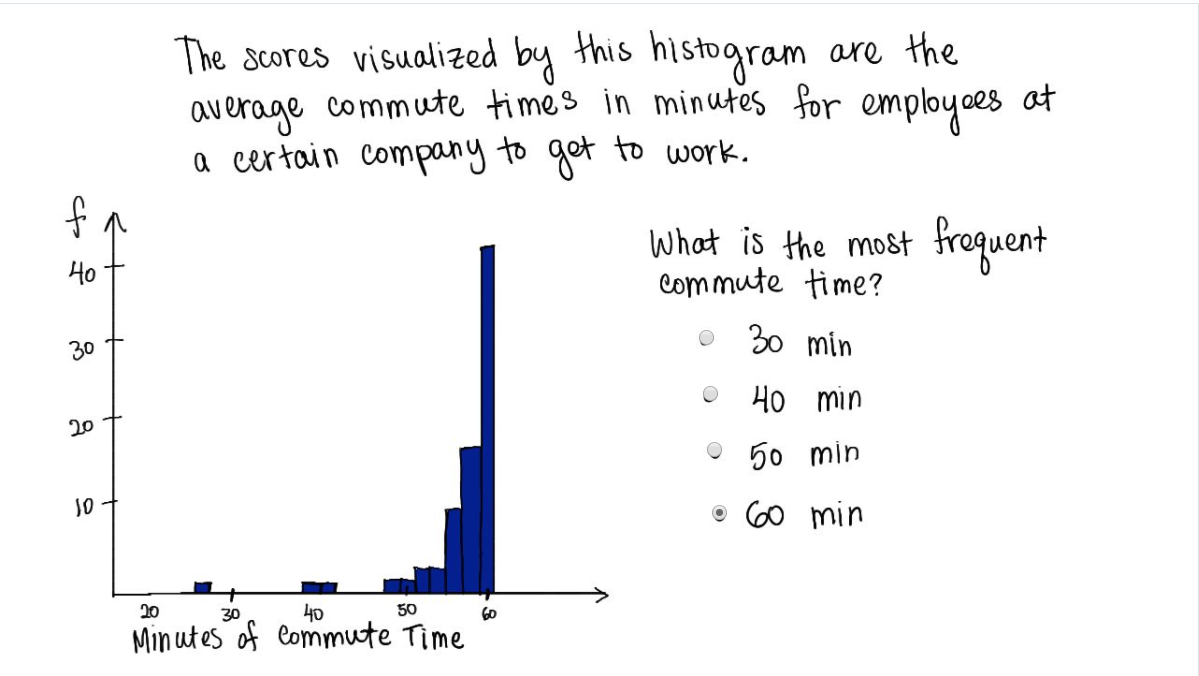 The scores visualized by this histogram are the
average commute times in minutes for employees at
a certain company to get to work.
f
40
30
20
10
20 30 40 50 60
Minutes of Commute Time
What is the most frequent
commute time?
30 min
40 min
50 min
60 min